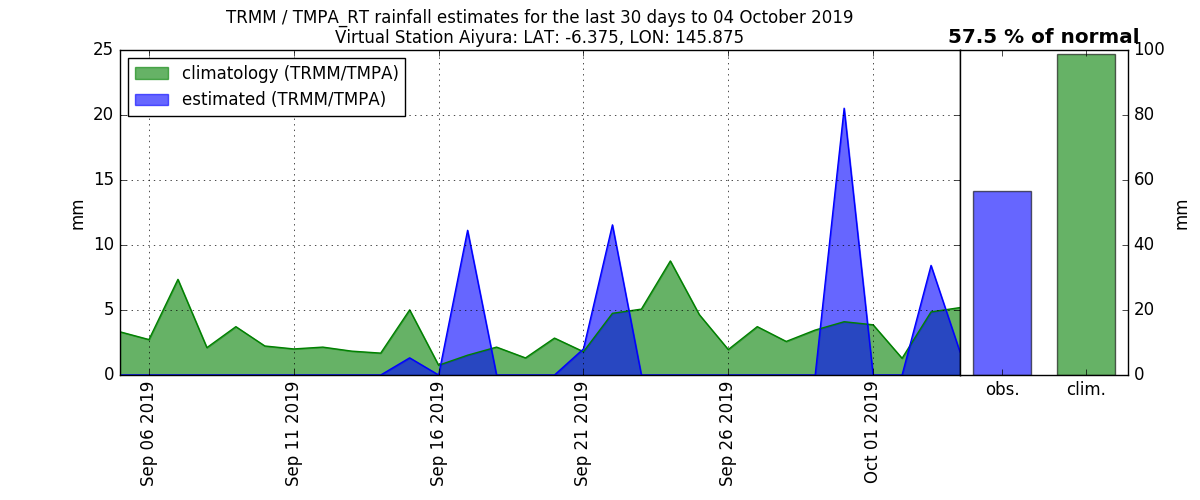 TRMM / TMPA_RT rainfall estimates for the last 30 days to 04 October 2019
Virtual Station Aiyura: LAT: -6.375, LON: 145.875
57.5 % of normal
climatology (TRMM/TMPA)
estimated (TRMM/TMPA)
mm
25
20
15
10
5
0
Sep 06 2019
Sep 11 2019
Sep 16 2019
Sep 21 2019
Sep 26 2019
Oct 01 2019
obs.
clim.
100
80
60
40
20
0
mm